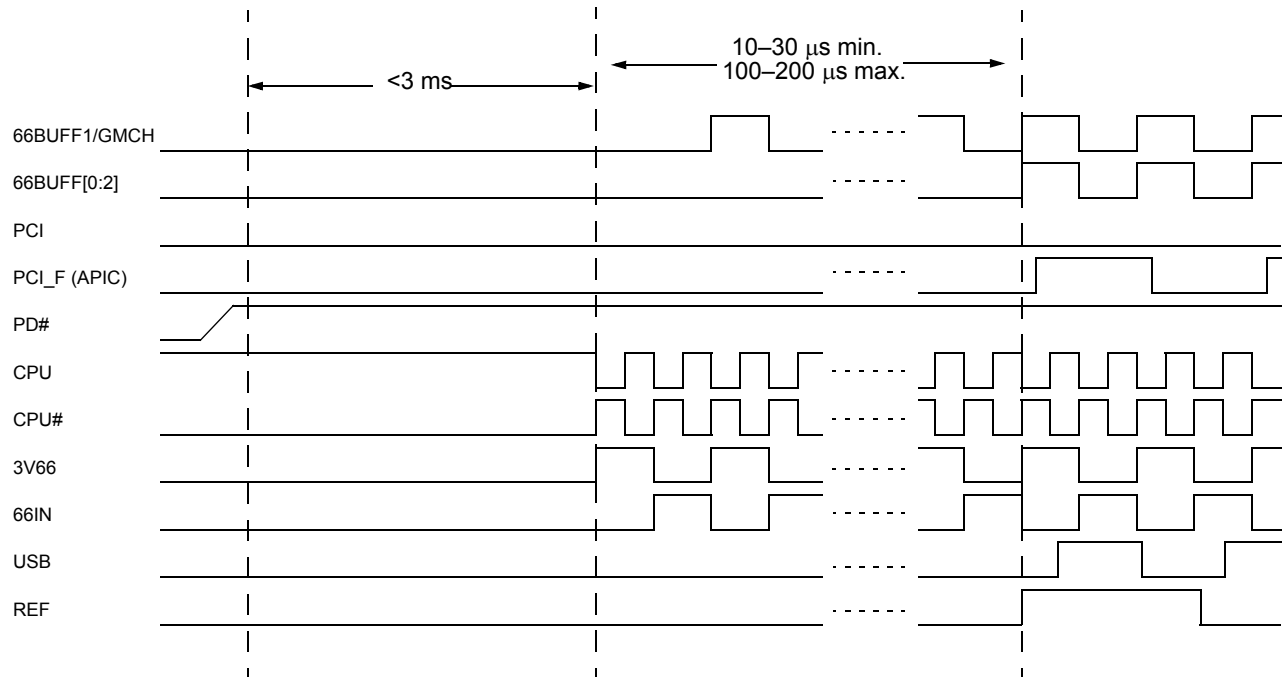 10–30 μs min.
100–200 μs max.
<3 ms
66BUFF1/GMCH
66BUFF[0:2]
PCI
PCI_F (APIC)
PD#
CPU
CPU#
3V66
66IN
USB
REF